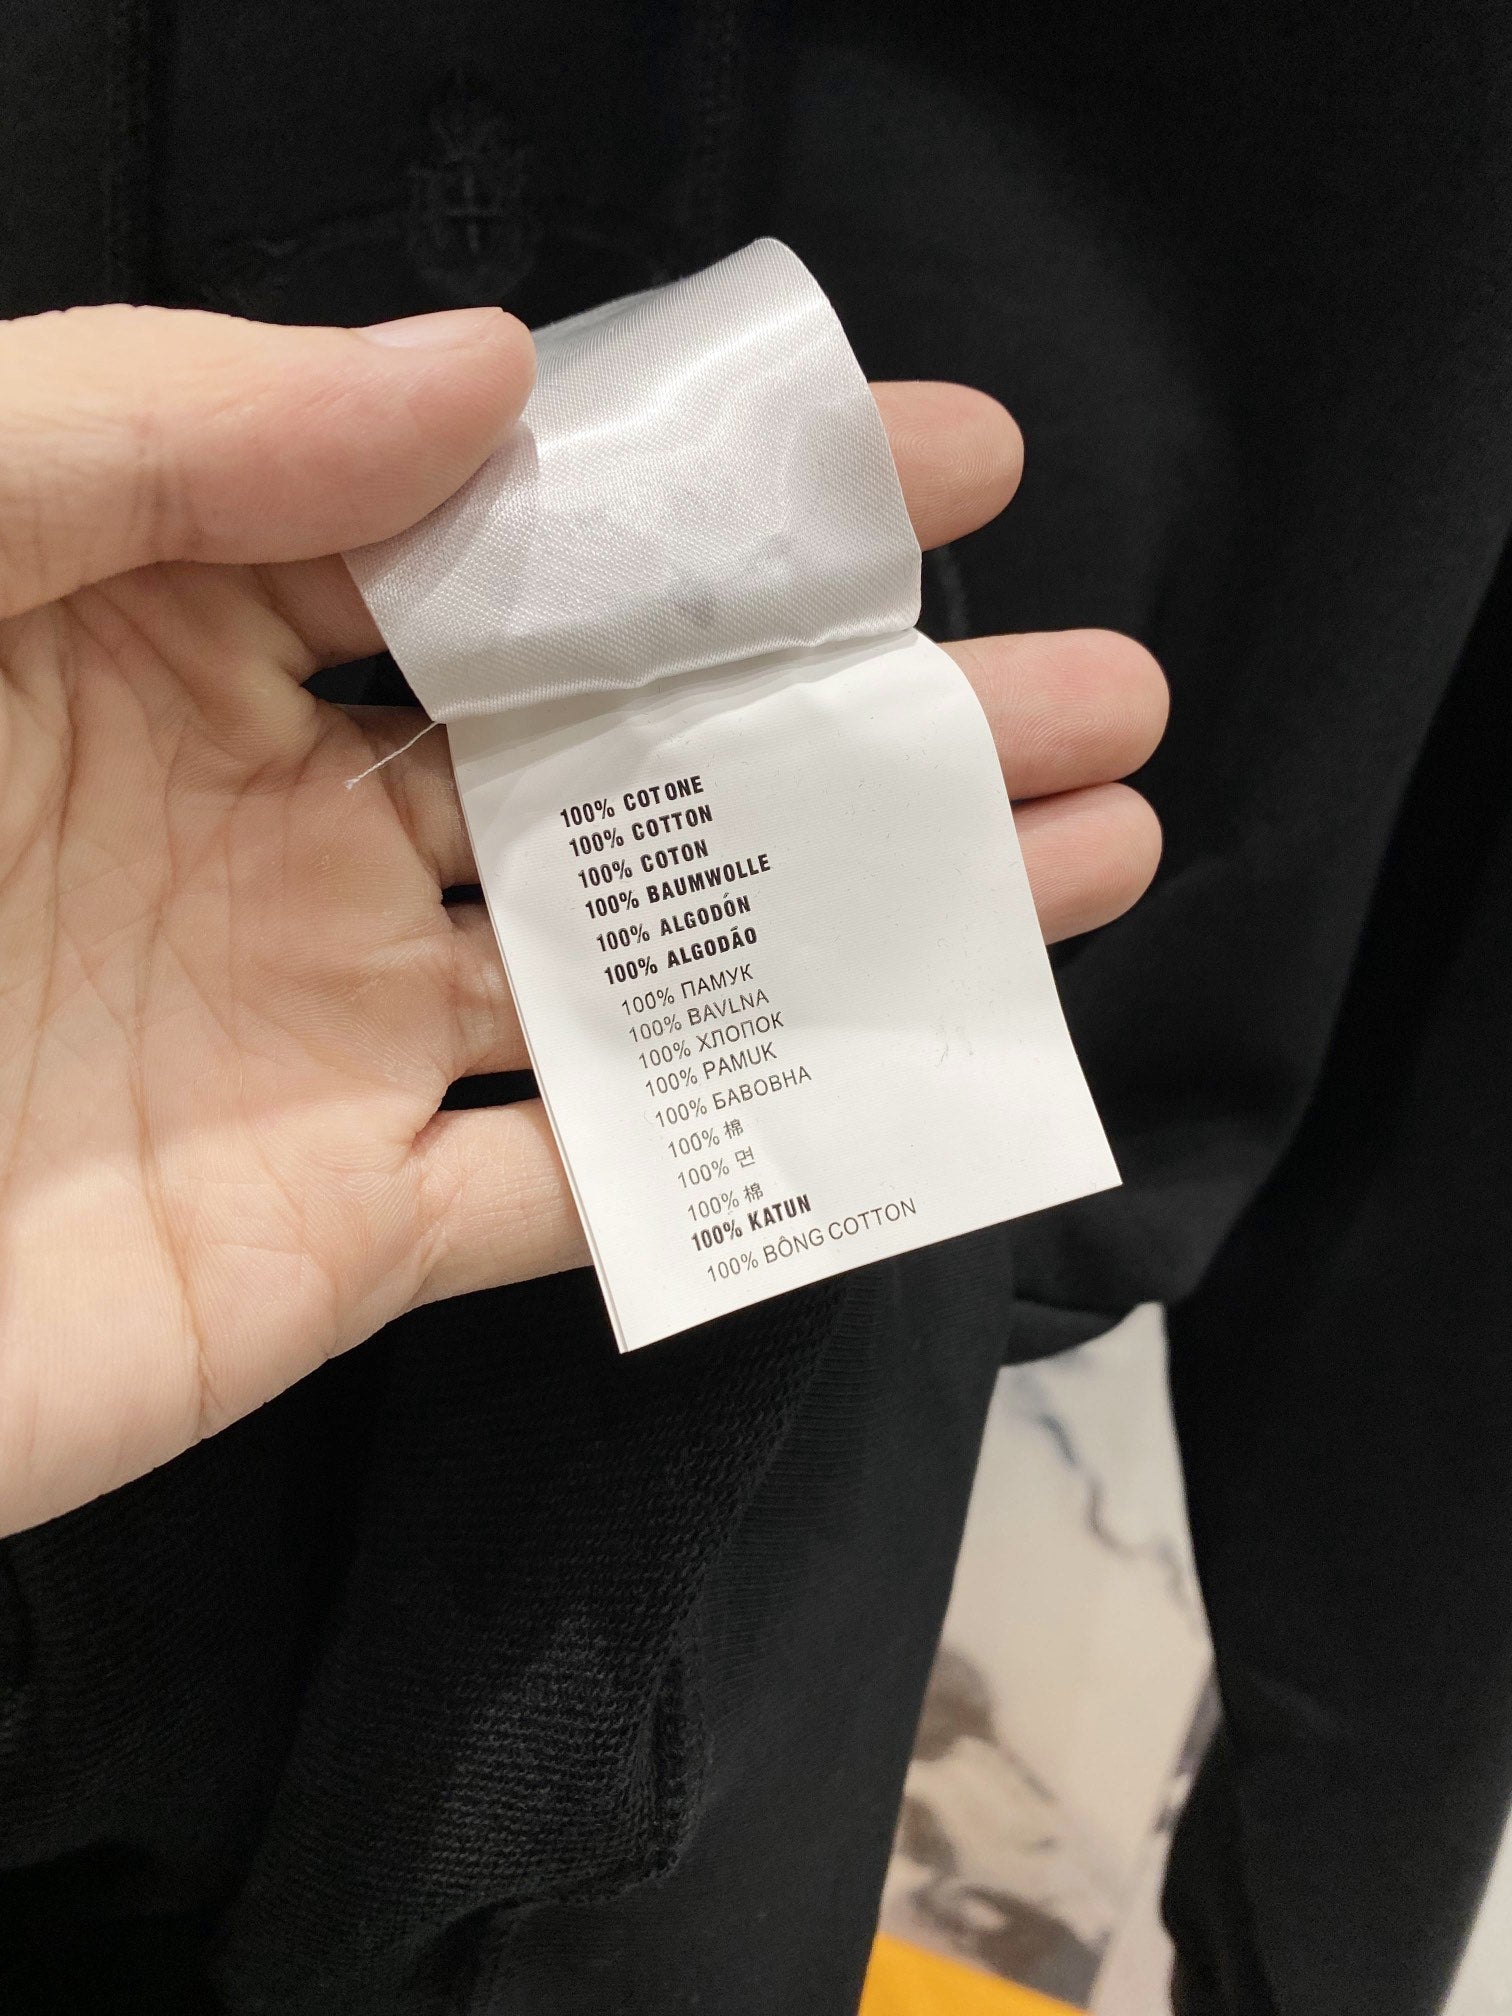 100% COTONE
100% COTTON
100% COTON
100% BAUMWOLLE
100% ALGODÓN
100% ALGODÃO
100% ПАМУК
100% BAVLNA
100% ХЛОПОК
100% PAMUK
100% БАВОВНА
100% 棉
100% 면
100% 棉
100% KATUN
100% BÔNG COTTON